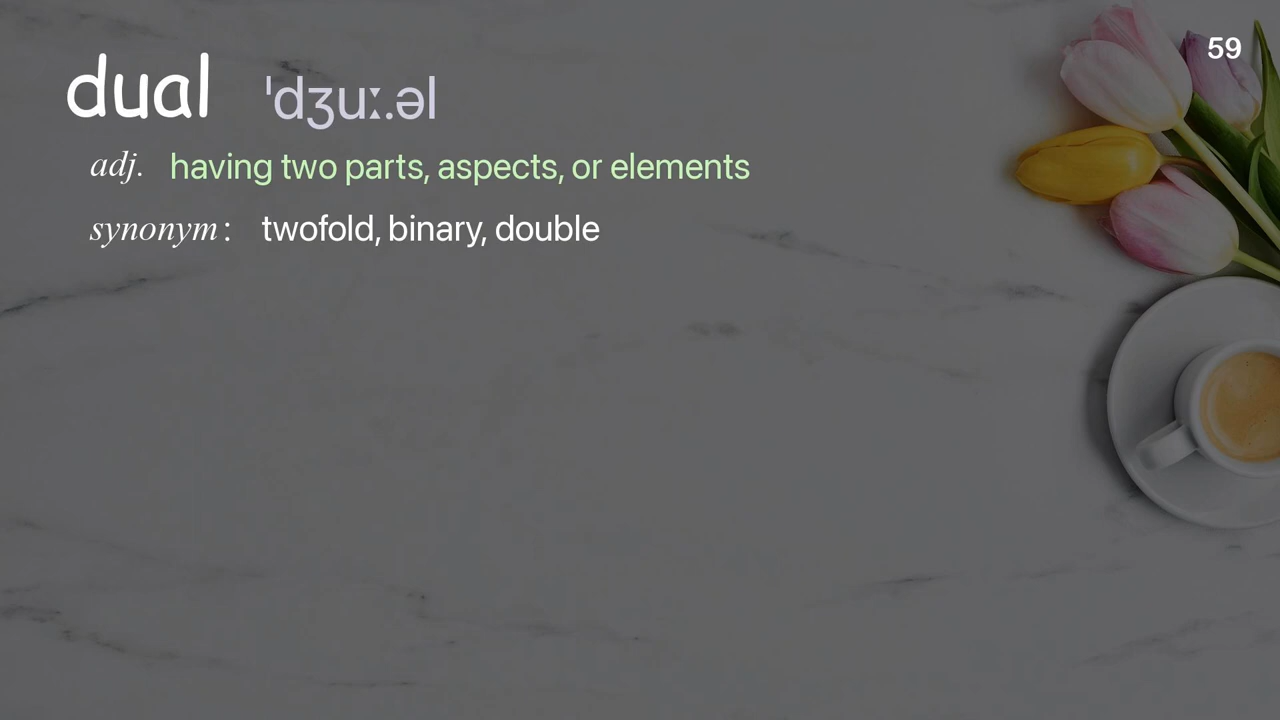 59
dual ˈdʒuː.əl
adj. having two parts, aspects, or elements
synonym: twofold, binary, double